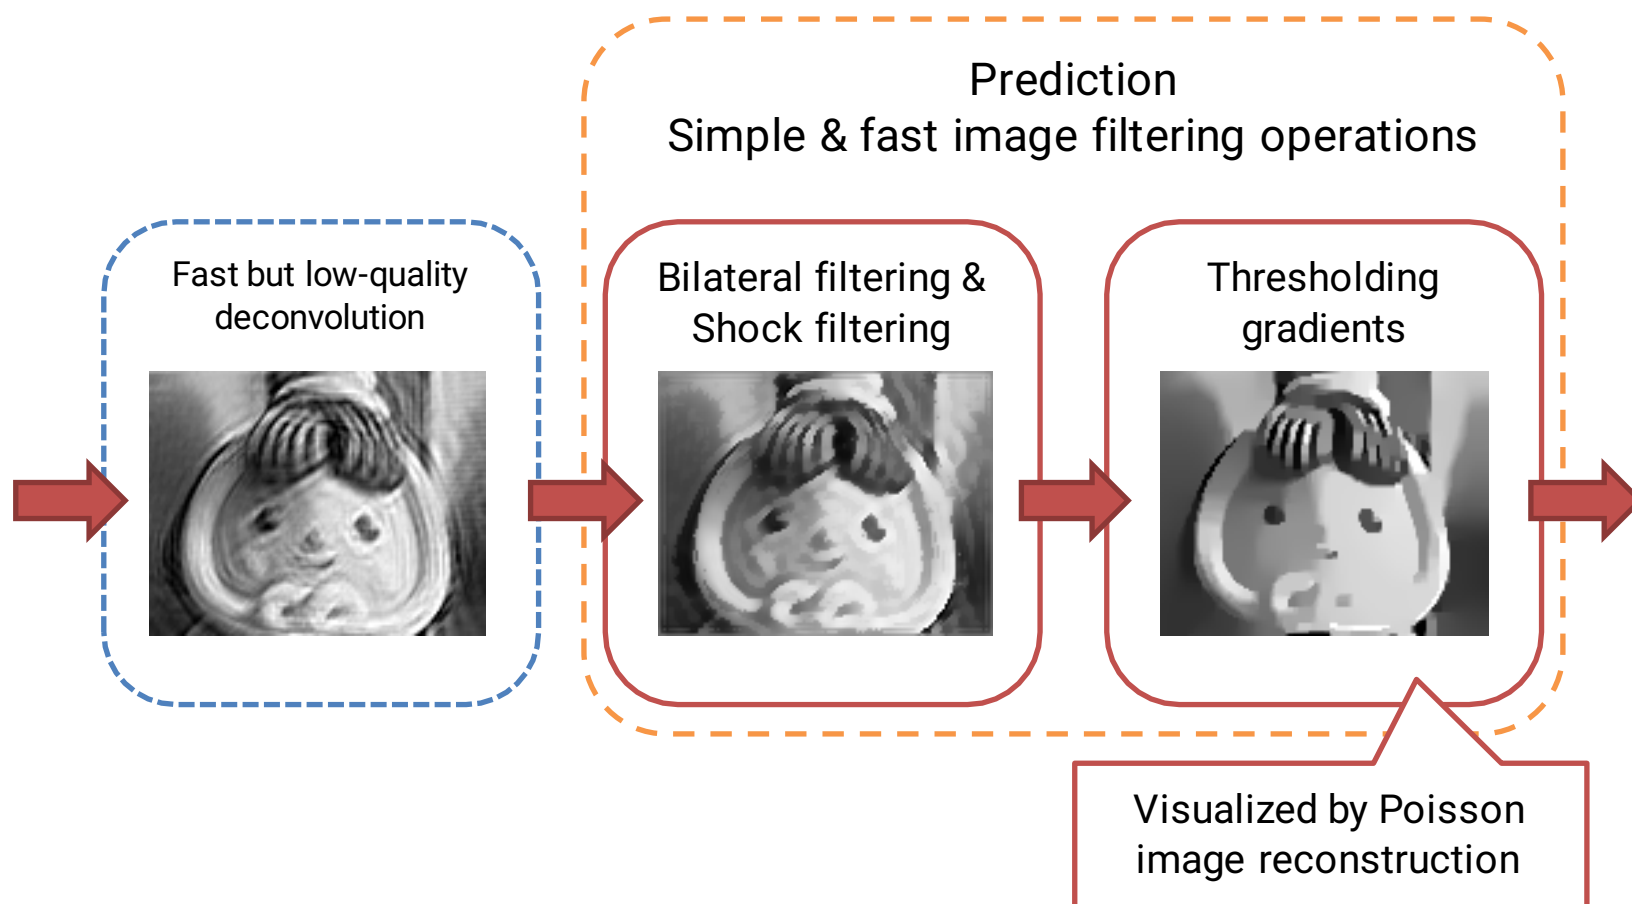 Prediction
Simple & fast image filtering operations
Fast but low-quality
deconvolution
Bilateral filtering &
Shock filtering
Thresholding
gradients
Visualized by Poisson
image reconstruction